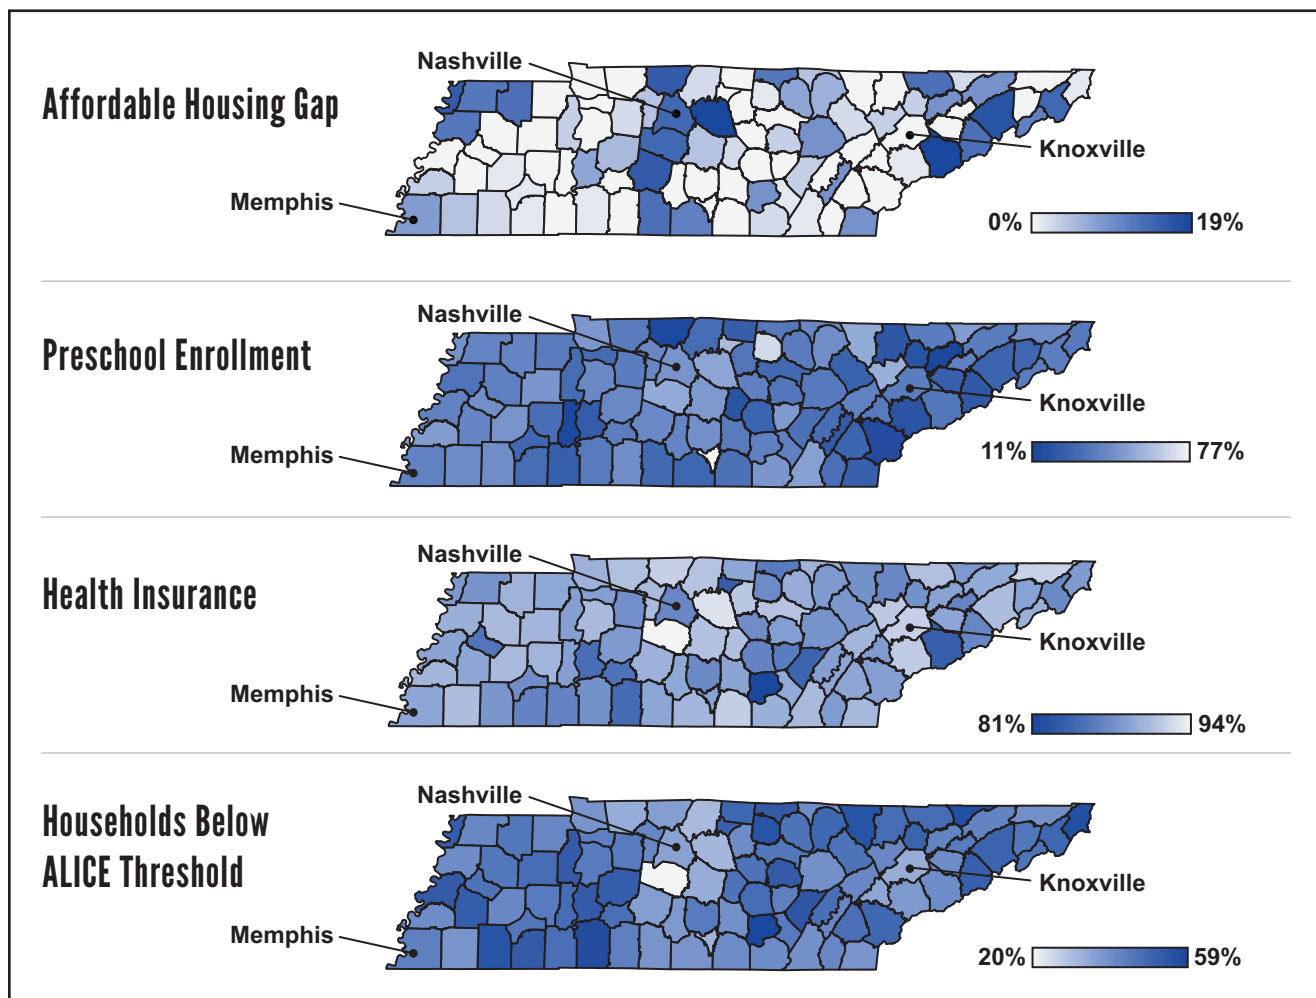 Affordable Housing Gap
Nashville
Memphis
Knoxville
0% 19%
Preschool Enrollment
Nashville
Memphis
Knoxville
11% 77%
Health Insurance
Nashville
Memphis
Knoxville
81% 94%
Households Below
ALICE Threshold
Nashville
Memphis
Knoxville
20% 59%